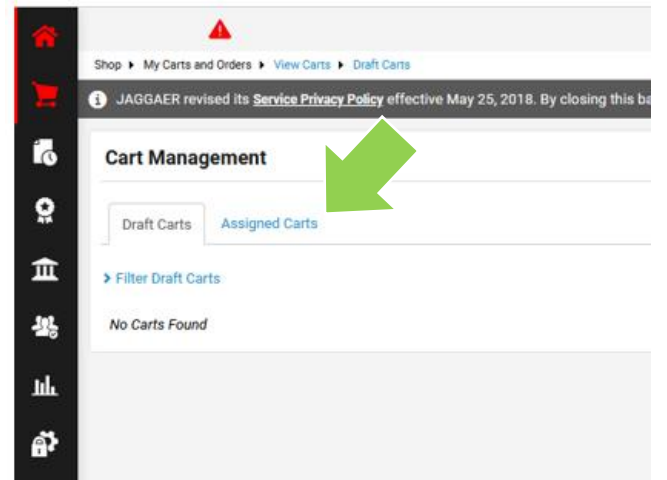 Shop ▸ My Carts and Orders ▸ View Carts ▸ Draft Carts
JAGGAER revised its Service Privacy Policy effective May 25, 2018. By closing this
Cart Management
Draft Carts Assigned Carts
Filter Draft Carts
No Carts Found